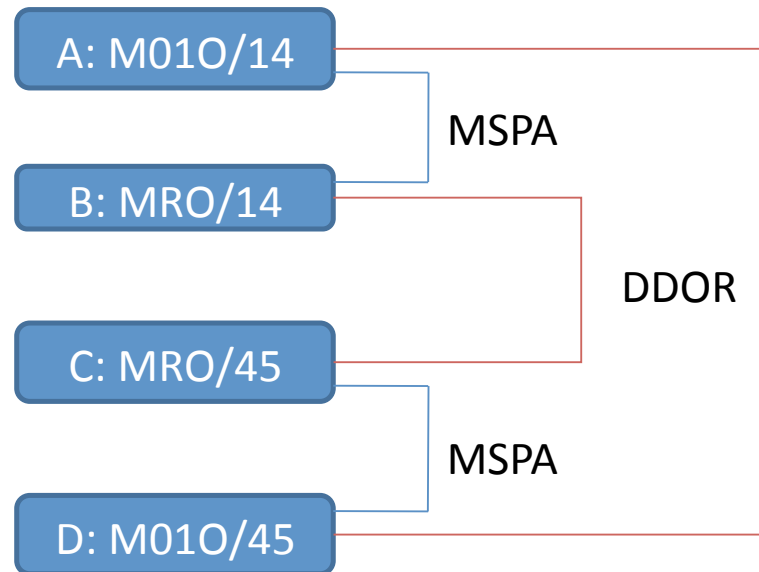 A: M01O/14
MSPA
B: MRO/14
DDOR
C: MRO/45
MSPA
D: M01O/45